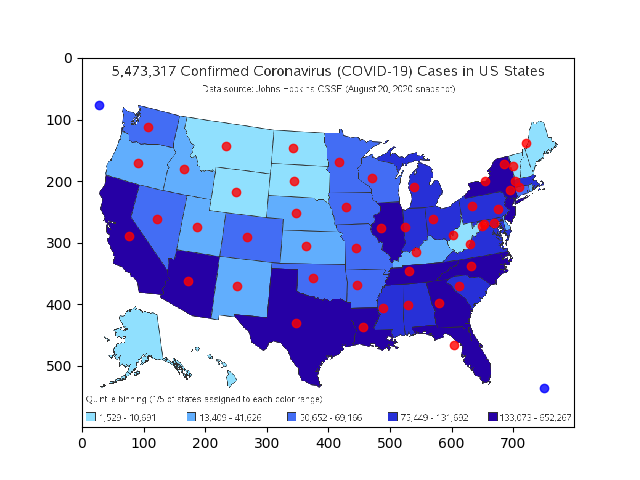 5,473,317 Confirmed Coronavirus (COVID-19) Cases in US States
Data source: Johns Hopkins CSSE (August 20, 2020 snapshot)
0
100
200
300
400
500
Quintile binning (1/5 of states assigned to each color range)
1,529 - 10,691 13,409 - 41,626 50,652 - 69,166 75,449 - 131,692 133,073 - 652,267
0 100 200 300 400 500 600 700